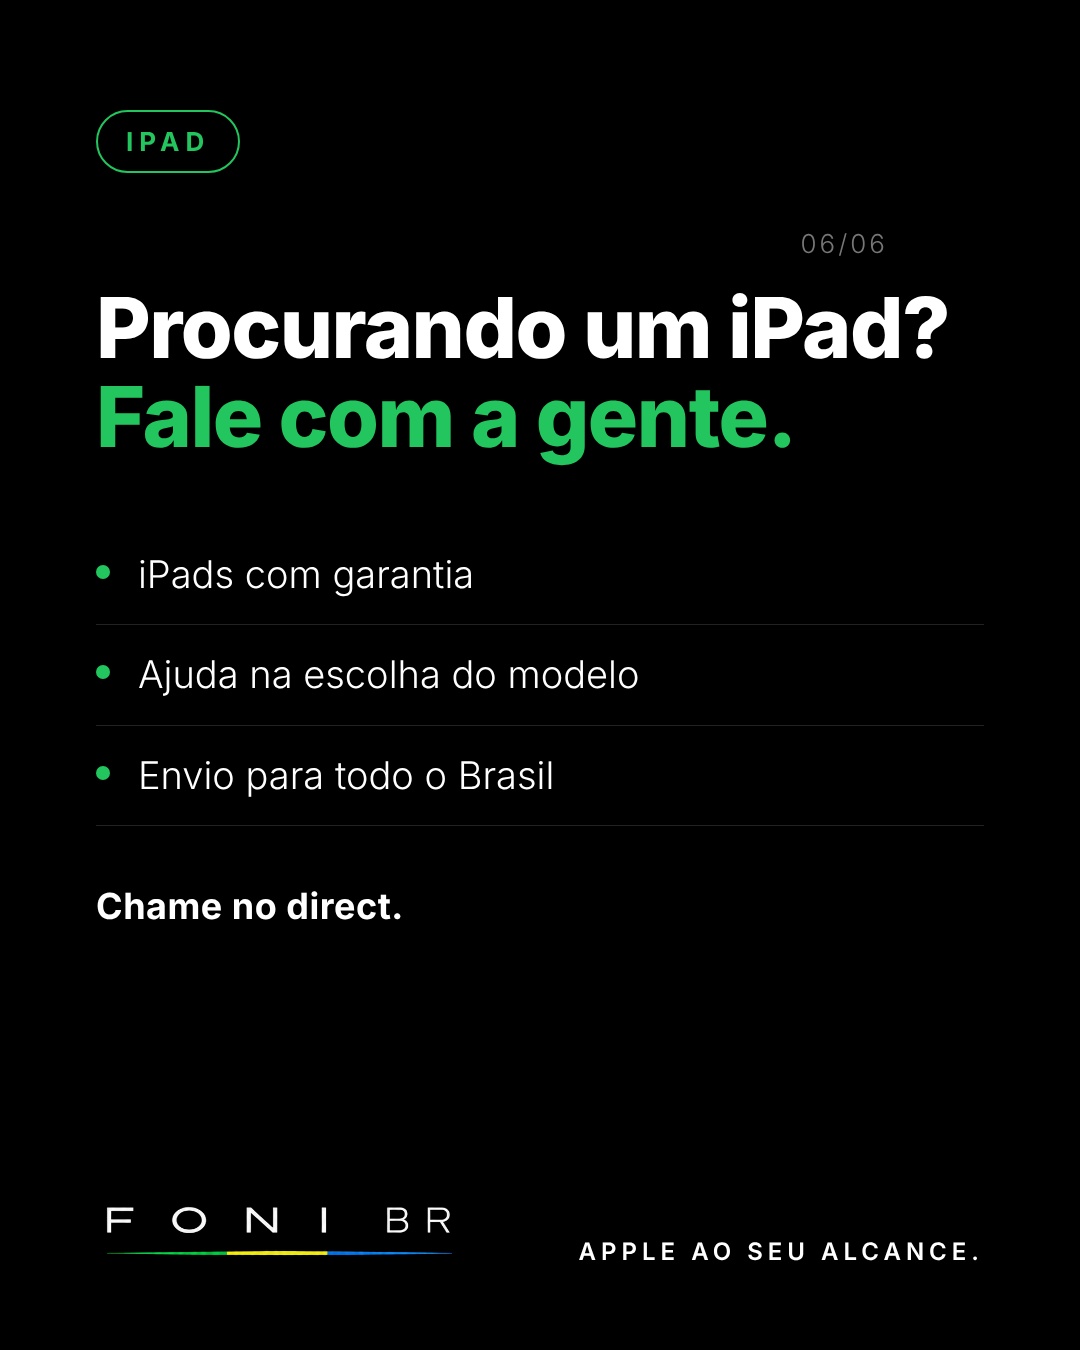 IPAD
06/06
Procurando um iPad?
Fale com a gente.
iPads com garantia
Ajuda na escolha do modelo
Envio para todo o Brasil
Chame no direct.
FONI BR
APPLE AO SEU ALCANCE.